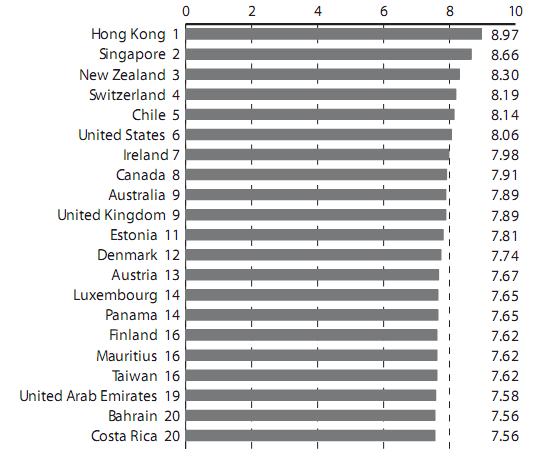 0 2 4 6 8 10
Hong Kong 1 8.97
Singapore 2 8.66
New Zealand 3 8.30
Switzerland 4 8.19
Chile 5 8.14
United States 6 8.06
Ireland 7 7.98
Canada 8 7.91
Australia 9 7.89
United Kingdom 9 7.89
Estonia 11 7.81
Denmark 12 7.74
Austria 13 7.67
Luxembourg 14 7.65
Panama 14 7.65
Finland 16 7.62
Mauritius 16 7.62
Taiwan 16 7.62
United Arab Emirates 19 7.58
Bahrain 20 7.56
Costa Rica 20 7.56